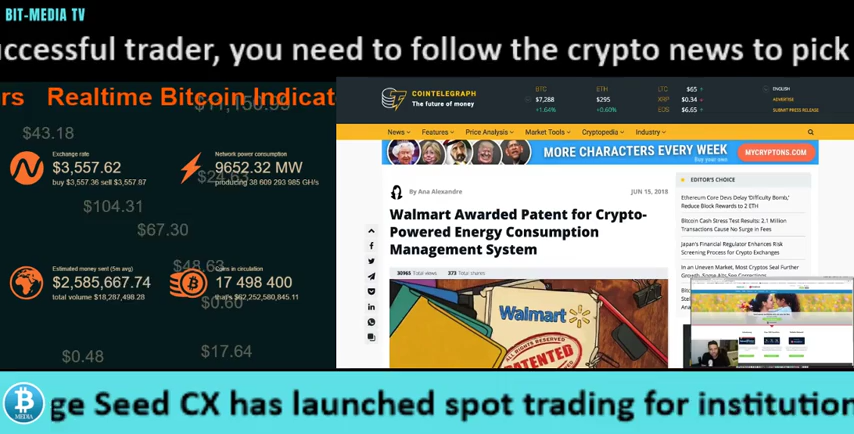 BIT-MEDIA TV
uccessful trader, you need to follow the crypto news to pick
rs Realtime Bitcoin Indicat
$43.18
Exchange rate
$3,557.62
buy $3,557.36 sell $3,557.87
Network power consumption
9652.32 MW
producing 38 609 293 985 GH/s
$104.31
$67.30
Estimated money sent (5m avg)
$2,585,667.74
total volume $18,287,498.28
$48.63
Coins in circulation
17 498 400
$0.60
$0.48
$17.64
COINTELEGRAPH
The future of money
BTC
$7,288
+1.64%
ETH
$295
+0.60%
LTC $65
XRP $0.34
EOS $6.65
ENGLISH
ADVERTISE
SUBMIT PRESS RELEASE
News Features Price Analysis Market Tools Cryptopedia Industry
MORE CHARACTERS EVERY WEEK
Buy your own
MYCRYPTONS.COM
By Ana Alexandre
JUN 15, 2018
Walmart Awarded Patent for Crypto-
Powered Energy Consumption
Management System
30965 Total views 373 Total shares
Walmart
ALL RIGHTS RESERVED
PATENTED
EDITOR'S CHOICE
Ethereum Core Devs Delay 'Difficulty Bomb,'
Reduce Block Rewards to 2 ETH
Bitcoin Cash Stress Test Results: 2.1 Million
Transactions Cause No Surge in Fees
Japan's Financial Regulator Enhances Risk
Screening Process for Crypto Exchanges
In an Uneven Market, Most Cryptos Seal Further
MEDIA
ge Seed CX has launched spot trading for institution